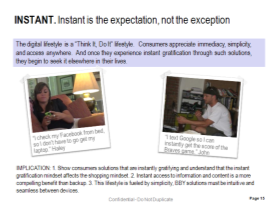 INSTANT. Instant is the expectation, not the exception
The digital lifestyle is a "Think It, Do It" lifestyle. Consumers appreciate immediacy, simplicity,
and access anywhere. And once they experience instant gratification through such solutions,
they begin to seek it elsewhere in their lives.
"I check my Facebook from bed,
so I don't have to go get my
laptop." Haley
"I text Google so I can
instantly get the score of the
Braves game." John
IMPLICATION: 1. Show consumers solutions that are instantly gratifying and understand that the instant
gratification mindset affects the shopping mindset. 2. Instant access to information and content is a more
compelling benefit than backup. 3. This lifestyle is fueled by simplicity. BBY solutions must be intuitive and
seamless between devices.
Confidential - Do Not Duplicate
Page 15